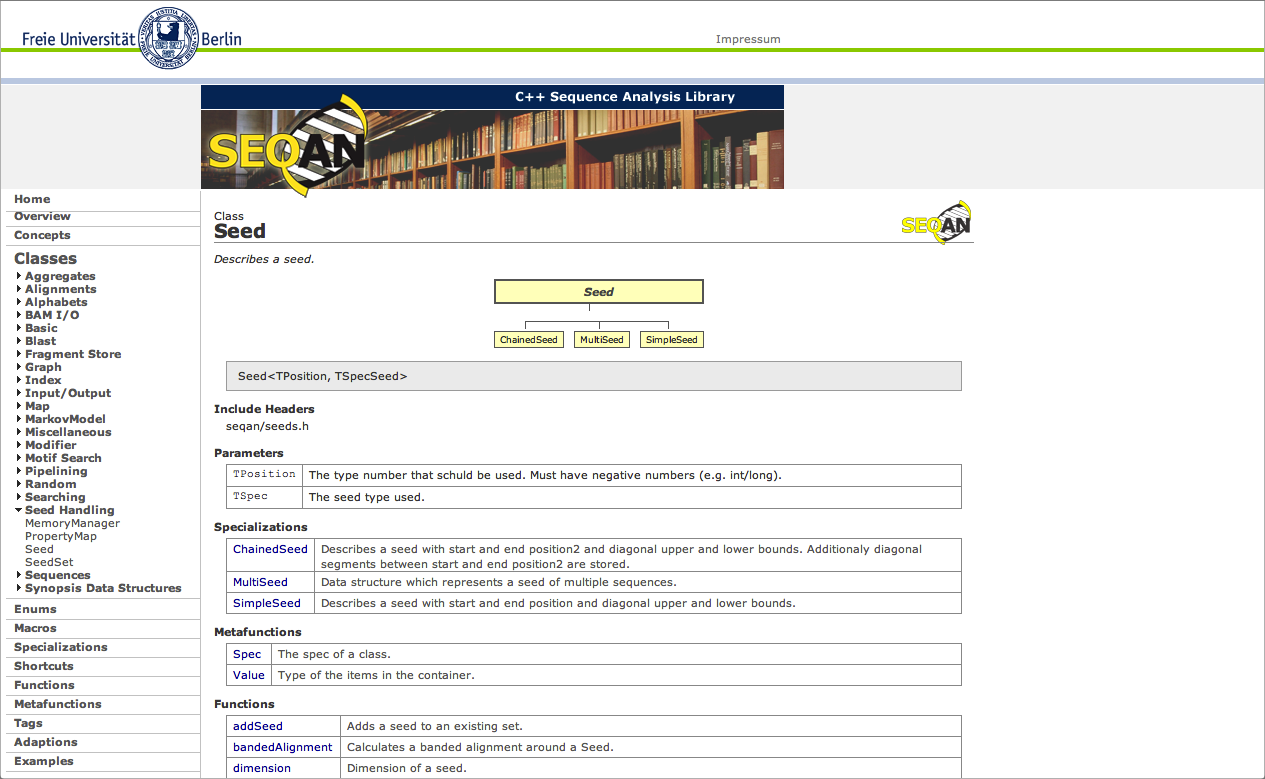 Freie Universität Berlin
Impressum
C++ Sequence Analysis Library
SEQAN
Home
Overview
Concepts
Classes
Aggregates
Alignments
Alphabets
BAM I/O
Basic
Blast
Fragment Store
Graph
Index
Input/Output
Map
MarkovModel
Miscellaneous
Modifier
Motif Search
Pipelining
Random
Searching
Seed Handling
MemoryManager
PropertyMap
Seed
SeedSet
Sequences
Synopsis Data Structures
Enums
Macros
Specializations
Shortcuts
Functions
Metafunctions
Tags
Adaptions
Examples
Class
Seed
SEQAN
Describes a seed.
Seed
ChainedSeed MultiSeed SimpleSeed
Seed<TPosition, TSpecSeed>
Include Headers
seqan/seeds.h
Parameters
TPosition The type number that schuld be used. Must have negative numbers (e.g. int/long).
TSpec The seed type used.
Specializations
ChainedSeed Describes a seed with start and end position2 and diagonal upper and lower bounds. Additionaly diagonal
segments between start and end position2 are stored.
MultiSeed Data structure which represents a seed of multiple sequences.
SimpleSeed Describes a seed with start and end position and diagonal upper and lower bounds.
Metafunctions
Spec The spec of a class.
Value Type of the items in the container.
Functions
addSeed Adds a seed to an existing set.
bandedAlignment Calculates a banded alignment around a Seed.
dimension Dimension of a seed.